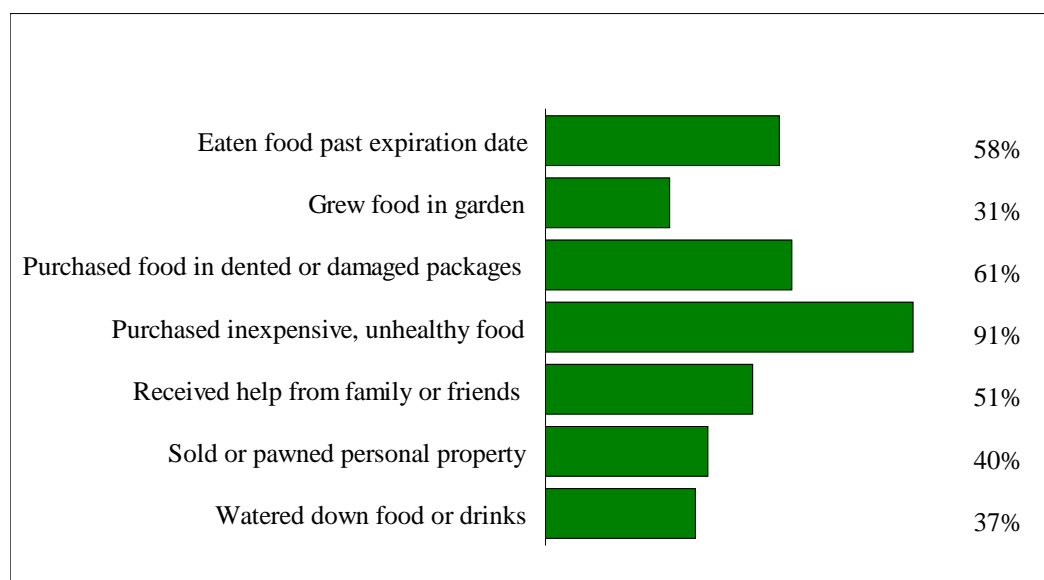 Eaten food past expiration date 58%
Grew food in garden 31%
Purchased food in dented or damaged packages 61%
Purchased inexpensive, unhealthy food 91%
Received help from family or friends 51%
Sold or pawned personal property 40%
Watered down food or drinks 37%